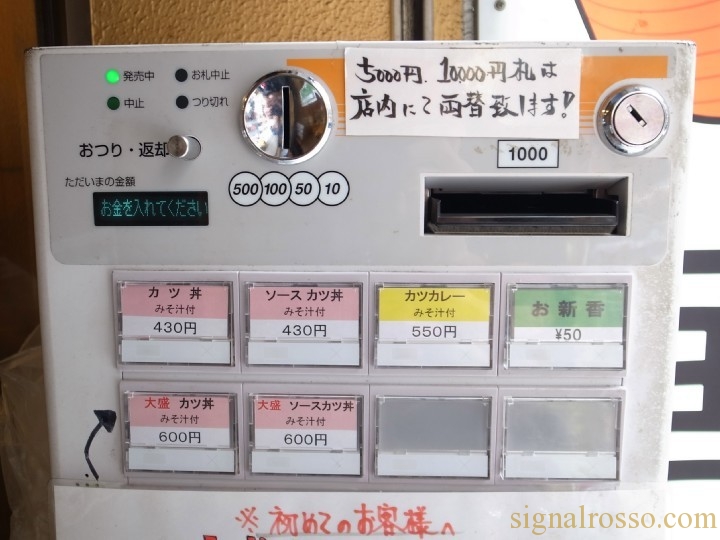 発売中 お札中止
中止 つり切れ
5000円、10000円札は
店内にて両替致します!
おつり・返却
1000
ただいまの金額
お金を入れてください
500 100 50 10
カツ丼
みそ汁付
430円
ソースカツ丼
みそ汁付
430円
カツカレー
みそ汁付
550円
お新香
¥50
大盛 カツ丼
みそ汁付
600円
大盛 ソースカツ丼
みそ汁付
600円
※初めてのお客様へ
signalrosso.com